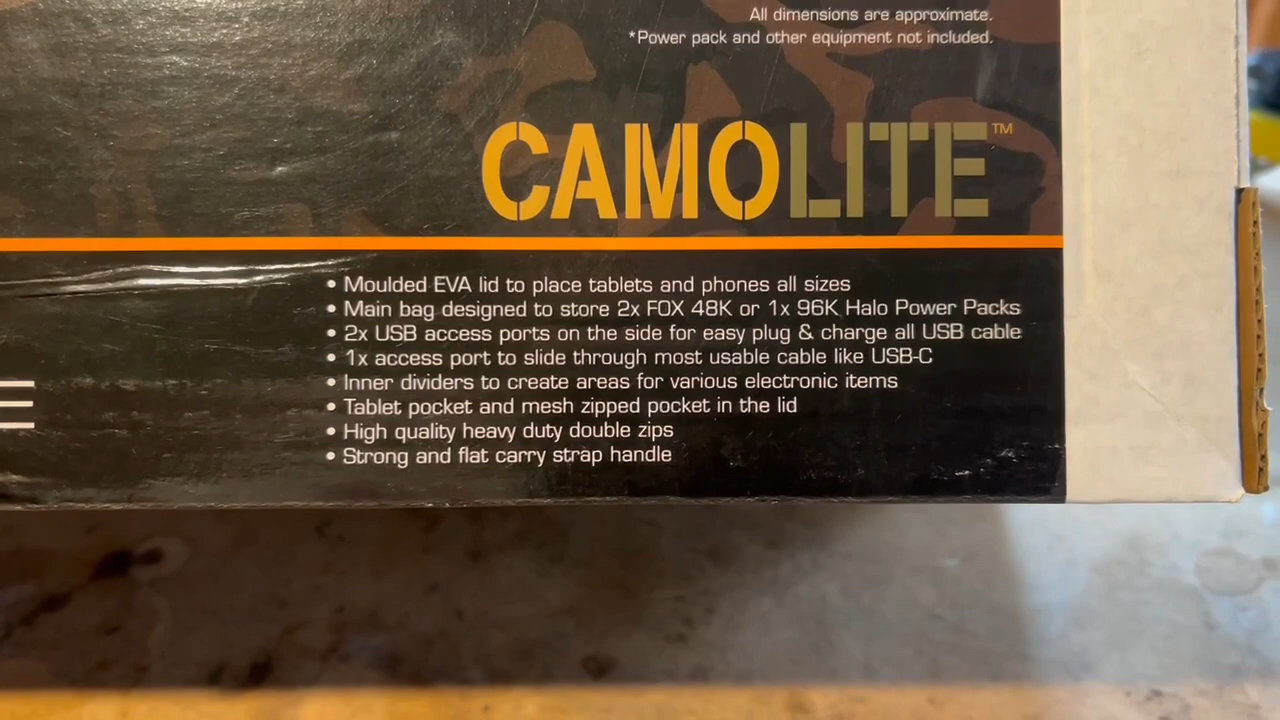 All dimensions are approximate.
*Power pack and other equipment not included.
CAMOLITE™
• Moulded EVA lid to place tablets and phones all sizes
• Main bag designed to store 2x FOX 48K or 1x 96K Halo Power Packs
• 2x USB access ports on the side for easy plug & charge all USB cable
• 1x access port to slide through most usable cable like USB-C
• Inner dividers to create areas for various electronic items
• Tablet pocket and mesh zipped pocket in the lid
• High quality heavy duty double zips
• Strong and flat carry strap handle